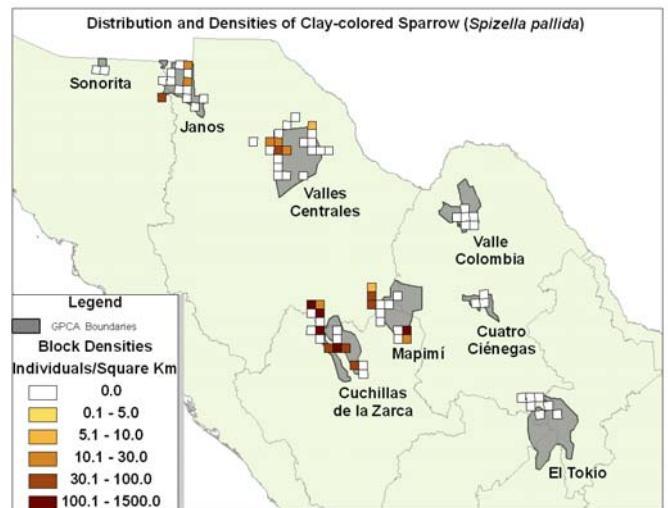 Distribution and Densities of Clay-colored Sparrow (Spizella pallida)
Sonorita
Janos
Valles
Centrales
Valle
Colombia
Cuatro
Ciénegas
Mapimí
Cuchillas
de la Zarca
El Tokio
Legend
GPCA Boundaries
Block Densities
Individuals/Square Km
0.0
0.1 - 5.0
5.1 - 10.0
10.1 - 30.0
30.1 - 100.0
100.1 - 1500.0